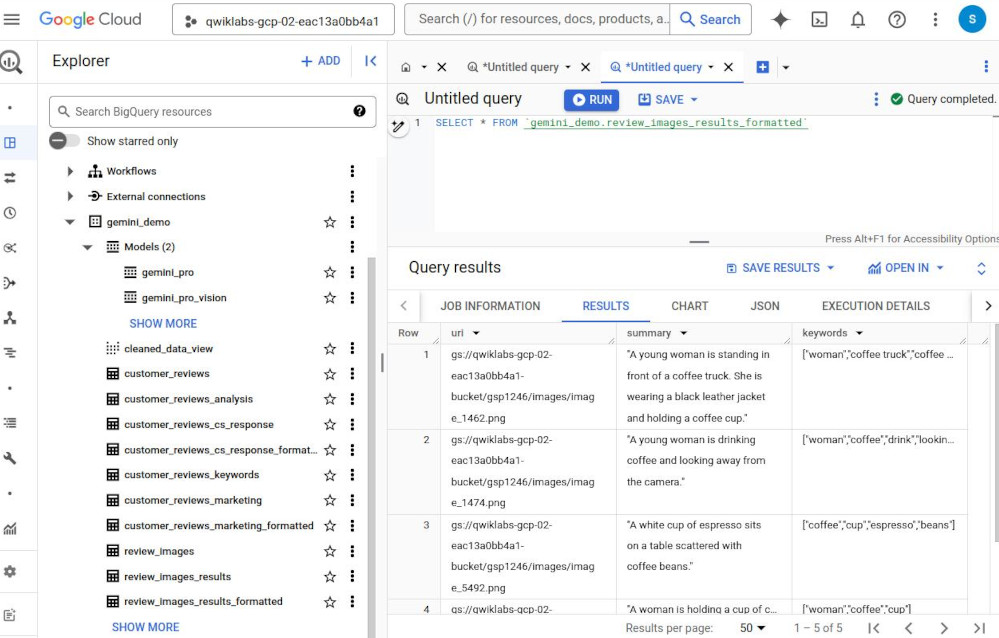 Google Cloud
qwiklabs-gcp-02-eac13a0bb4a1
Search (/) for resources, docs, products, a...
Search
S
Explorer
+ ADD
*Untitled query
*Untitled query
Search BigQuery resources
Show starred only
Untitled query
RUN
SAVE
Query completed.
1 SELECT * FROM `gemini_demo.review_images_results_formatted`
Press Alt+F1 for Accessibility Options
Workflows
External connections
gemini_demo
Models (2)
gemini_pro
gemini_pro_vision
SHOW MORE
cleaned_data_view
customer_reviews
customer_reviews_analysis
customer_reviews_cs_response
customer_reviews_cs_response_format...
customer_reviews_keywords
customer_reviews_marketing
customer_reviews_marketing_formatted
review_images
review_images_results
review_images_results_formatted
SHOW MORE
Query results
SAVE RESULTS
OPEN IN
JOB INFORMATION
RESULTS
CHART
JSON
EXECUTION DETAILS
Row uri summary keywords
1 gs://qwiklabs-gcp-02- "A young woman is standing in ["woman","coffee truck","coffee ...
eac13a0bb4a1- front of a coffee truck. She is
bucket/gsp1246/images/imag wearing a black leather jacket
e_1462.png and holding a coffee cup."
2 gs://qwiklabs-gcp-02- "A young woman is drinking ["woman","coffee","drink","lookin...
eac13a0bb4a1- coffee and looking away from
bucket/gsp1246/images/imag the camera."
e_1474.png
3 gs://qwiklabs-gcp-02- "A white cup of espresso sits ["coffee","cup","espresso","beans"]
eac13a0bb4a1- on a table scattered with
bucket/gsp1246/images/imag coffee beans."
e_5492.png
4 gs://qwiklabs-gcp-02- "A woman is holding a cup of c... ["woman","coffee","cup"]
Results per page: 50 1 – 5 of 5